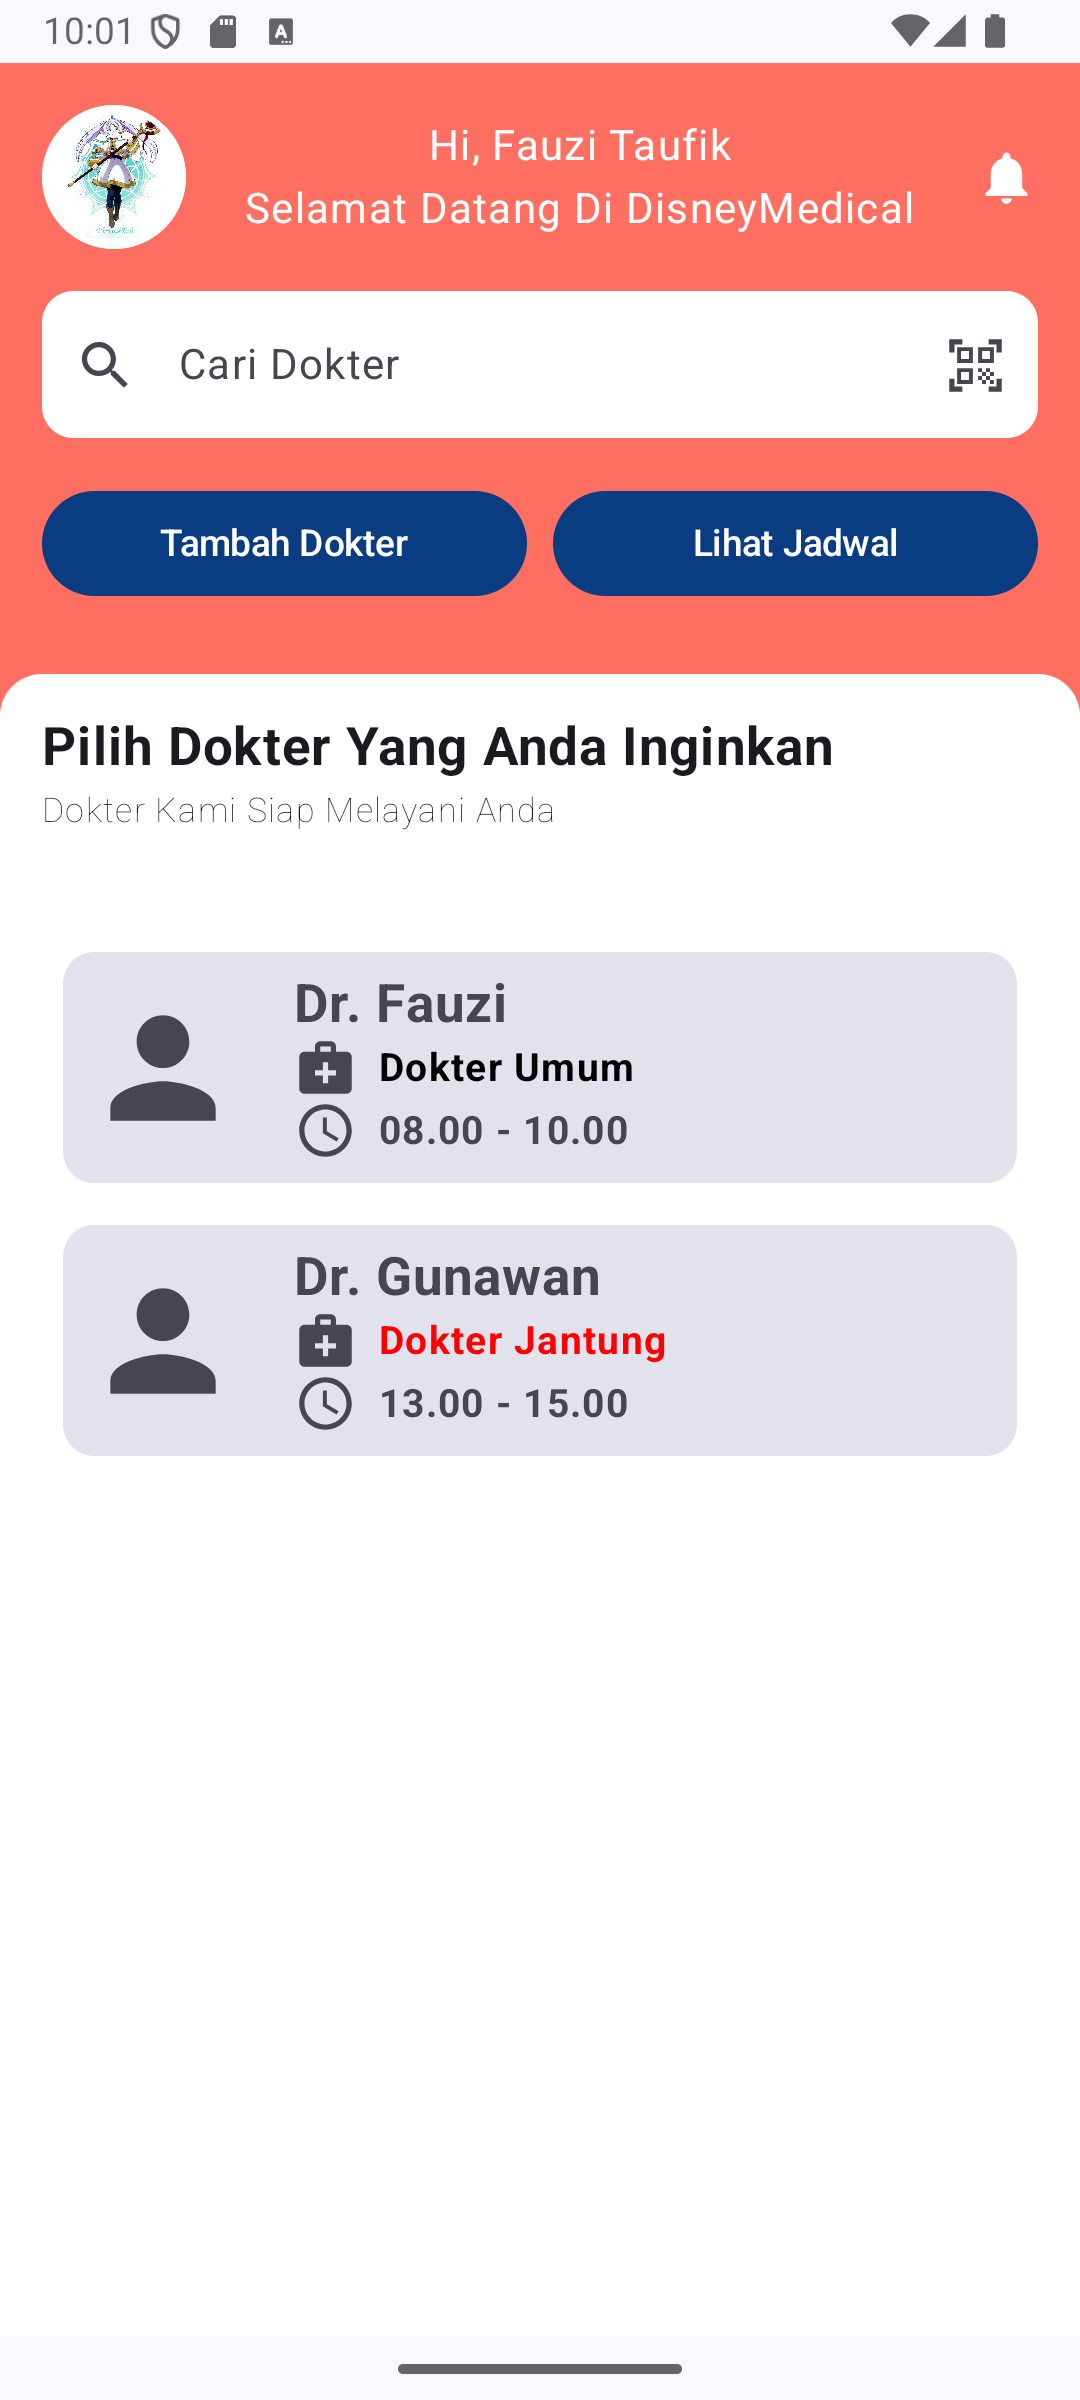 10:01
Hi, Fauzi Taufik
Selamat Datang Di DisneyMedical
Cari Dokter
Tambah Dokter
Lihat Jadwal
Pilih Dokter Yang Anda Inginkan
Dokter Kami Siap Melayani Anda
Dr. Fauzi
Dokter Umum
08.00 - 10.00
Dr. Gunawan
Dokter Jantung
13.00 - 15.00